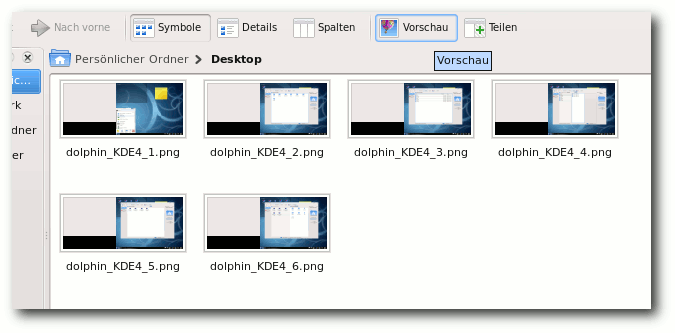 Nach vorne Symbole Details Spalten Vorschau Teilen
Persönlicher Ordner > Desktop
Vorschau
ic...
rk
rdner
er
dolphin_KDE4_1.png dolphin_KDE4_2.png dolphin_KDE4_3.png dolphin_KDE4_4.png
dolphin_KDE4_5.png dolphin_KDE4_6.png